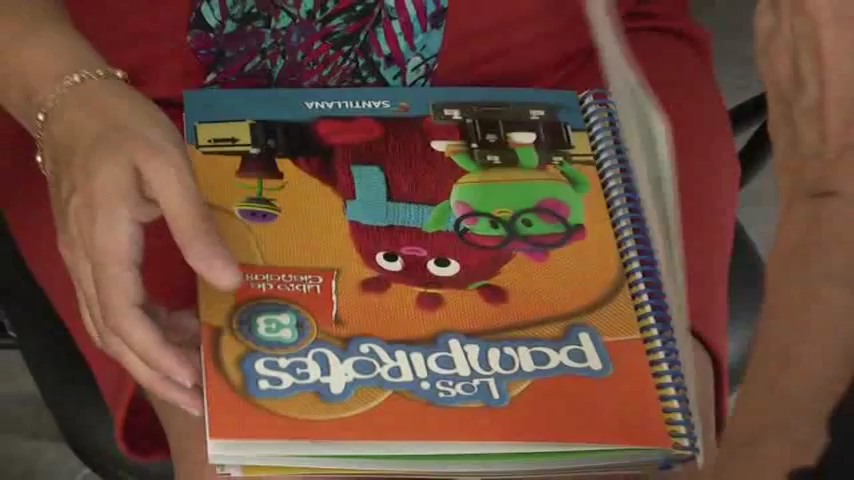 Los
pampiRotes
3
Libro de
Ciencias
SANTILLANA